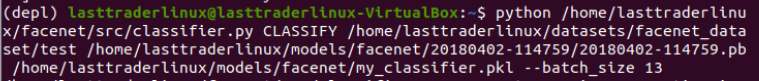 (depl) lasttraderlinux@lasttraderlinux-VirtualBox:~$ python /home/lasttraderlinu
x/facenet/src/classifier.py CLASSIFY /home/lasttraderlinux/datasets/facenet_data
set/test /home/lasttraderlinux/models/facenet/20180402-114759/20180402-114759.pb
/home/lasttraderlinux/models/facenet/my_classifier.pkl --batch_size 13